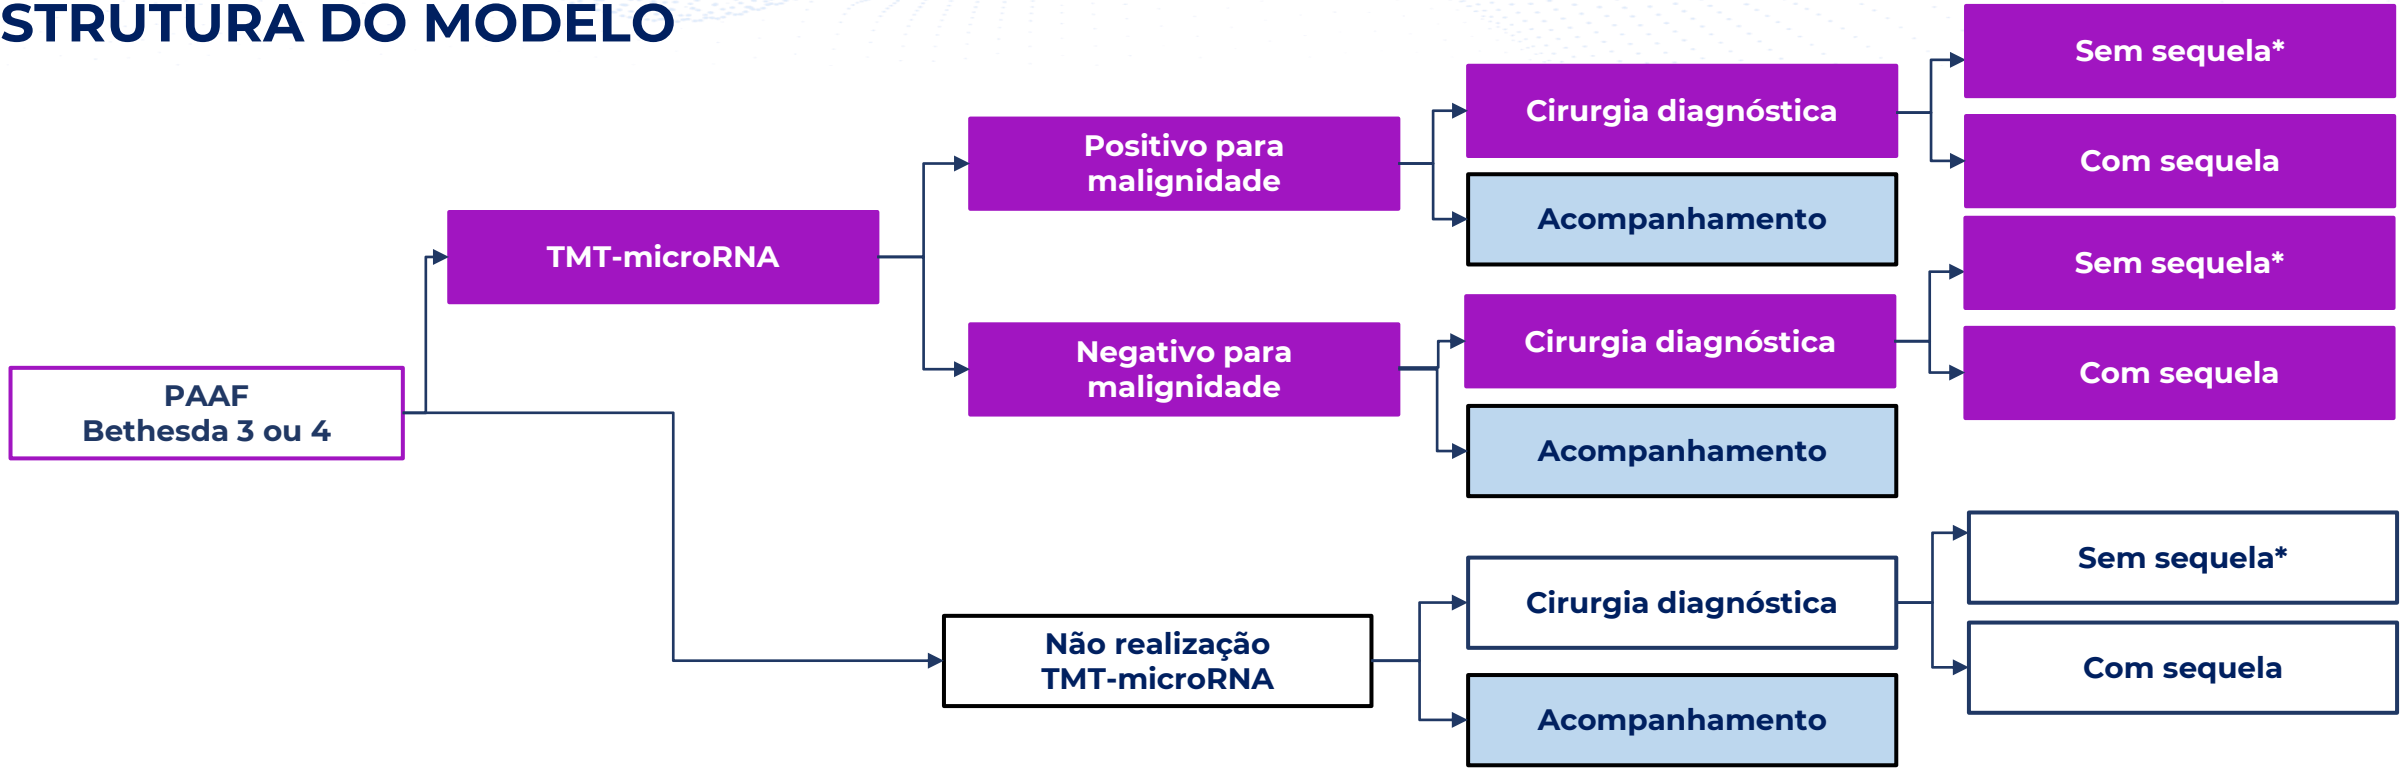 STRUTURA DO MODELO
Sem sequela*
Cirurgia diagnóstica
Positivo para
malignidade
Com sequela
Acompanhamento
TMT-microRNA
Sem sequela*
Cirurgia diagnóstica
Negativo para
malignidade
Com sequela
PAAF
Bethesda 3 ou 4
Acompanhamento
Sem sequela*
Cirurgia diagnóstica
Não realização
TMT-microRNA
Com sequela
Acompanhamento